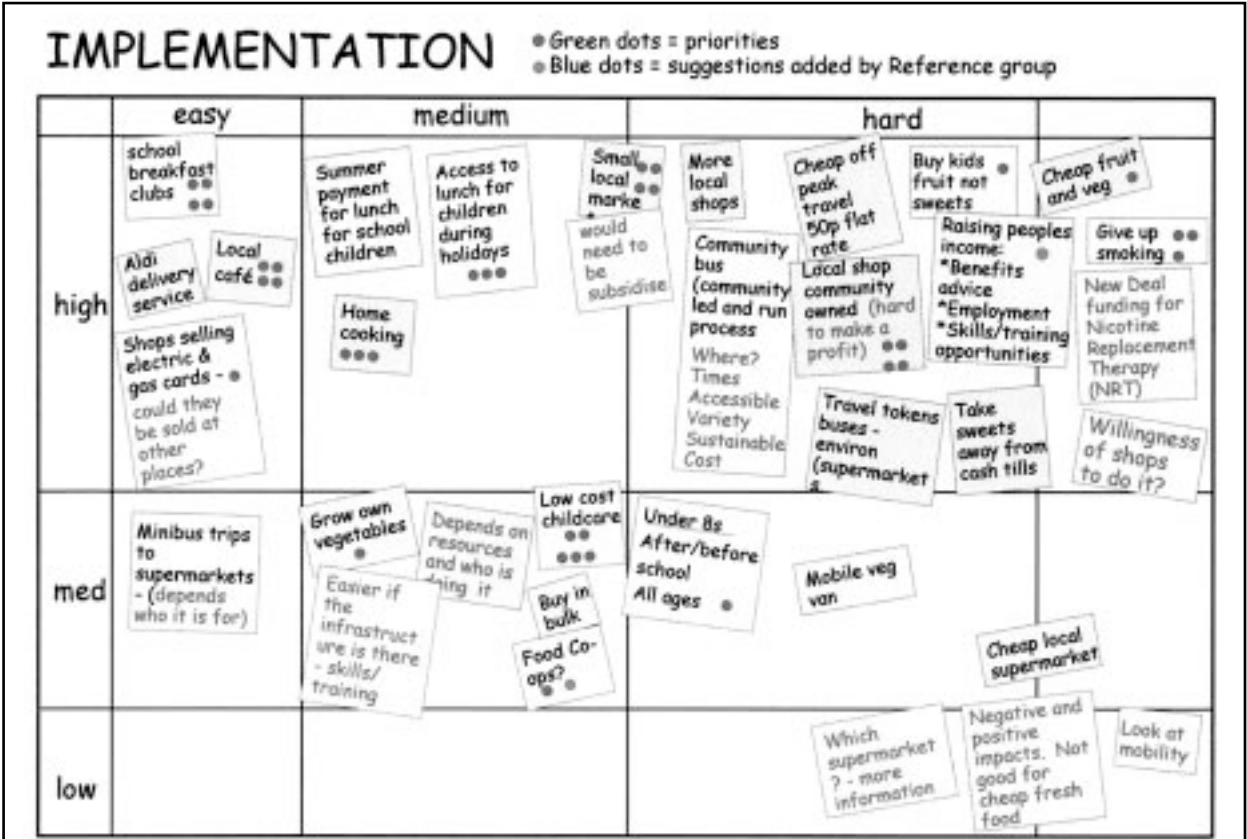 IMPLEMENTATION
Green dots = priorities
Blue dots = suggestions added by Reference group
easy
medium
hard
high
school
breakfast
clubs
Aldi
delivery
service
Local
café
Shops selling
electric &
gas cards -
could they
be sold at
other
places?
Summer
payment
for lunch
for school
children
Access to
lunch for
children
during
holidays
Home
cooking
Small
local
marke
would
need to
be
subsidise
More
local
shops
Community
bus
(community
led and run
process
Where?
Times
Accessible
Variety
Sustainable
Cost
Cheap off
peak
travel
50p flat
rate
Local shop
community
owned (hard
to make a
profit)
Travel tokens
buses -
environ
(supermarket
s
Buy kids
fruit not
sweets
Raising peoples
income:
*Benefits
advice
*Employment
*Skills/training
opportunities
Take
sweets
away from
cash tills
Cheap fruit
and veg
Give up
smoking
New Deal
funding for
Nicotine
Replacement
Therapy
(NRT)
Willingness
of shops
to do it?
med
Minibus trips
to
supermarkets
- (depends
who it is for)
Grow own
vegetables
Easier if
the
infrastruct
ure is there
- skills/
training
Depends on
resources
and who is
doing it
Low cost
childcare
Buy in
bulk
Food Co-
ops?
Under 8s
After/before
school
All ages
Mobile veg
van
Cheap local
supermarket
low
Which
supermarket
? - more
information
Negative and
positive
impacts. Not
good for
cheap fresh
food
Look at
mobility